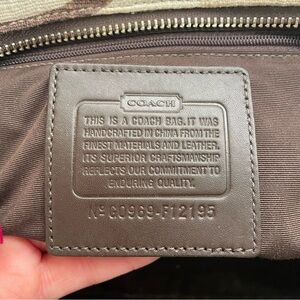 COACH
THIS IS A COACH BAG. IT WAS
HANDCRAFTED IN CHINA FROM THE
FINEST MATERIALS AND LEATHER.
ITS SUPERIOR CRAFTSMANSHIP
REFLECTS OUR COMMITMENT TO
ENDURING QUALITY.
Nº G0969-F12195